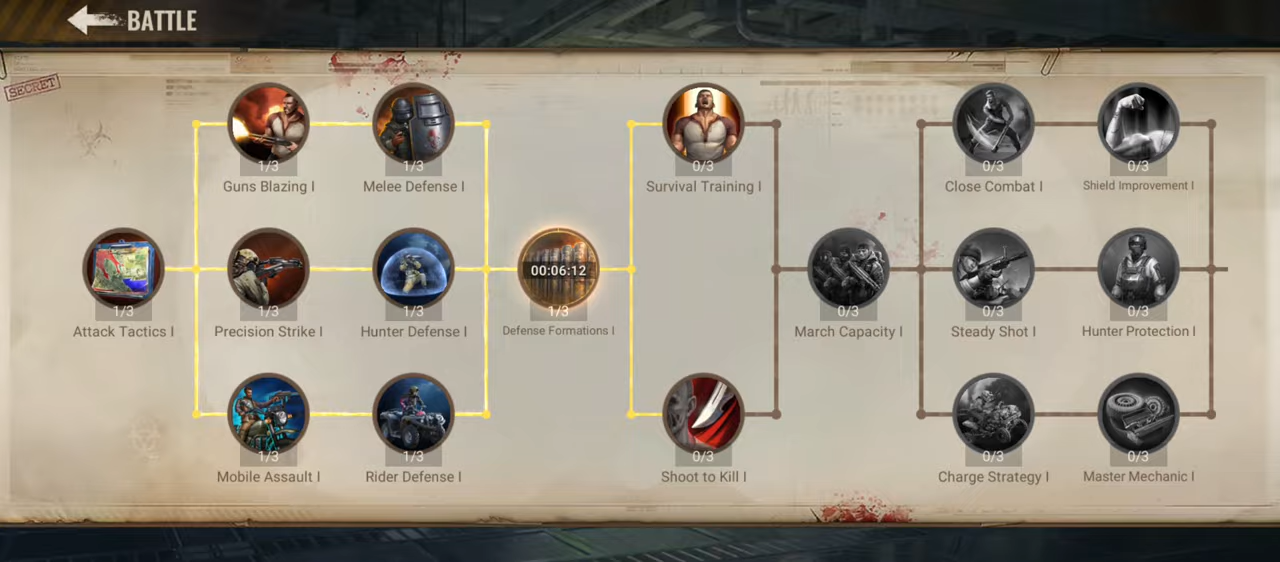 BATTLE
SECRET
1/3
Guns Blazing I
1/3
Melee Defense I
0/3
Survival Training I
0/3
Close Combat I
0/3
Shield Improvement I
1/3
Attack Tactics I
1/3
Precision Strike I
1/3
Hunter Defense I
00:06:12
1/3
Defense Formations I
0/3
March Capacity I
0/3
Steady Shot I
0/3
Hunter Protection I
1/3
Mobile Assault I
1/3
Rider Defense I
0/3
Shoot to Kill I
0/3
Charge Strategy I
0/3
Master Mechanic I